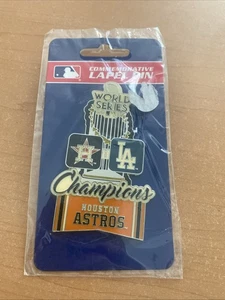 COMMEMORATIVE
LAPEL PIN
WORLD
SERIES
LA
Champions
HOUSTON
ASTROS